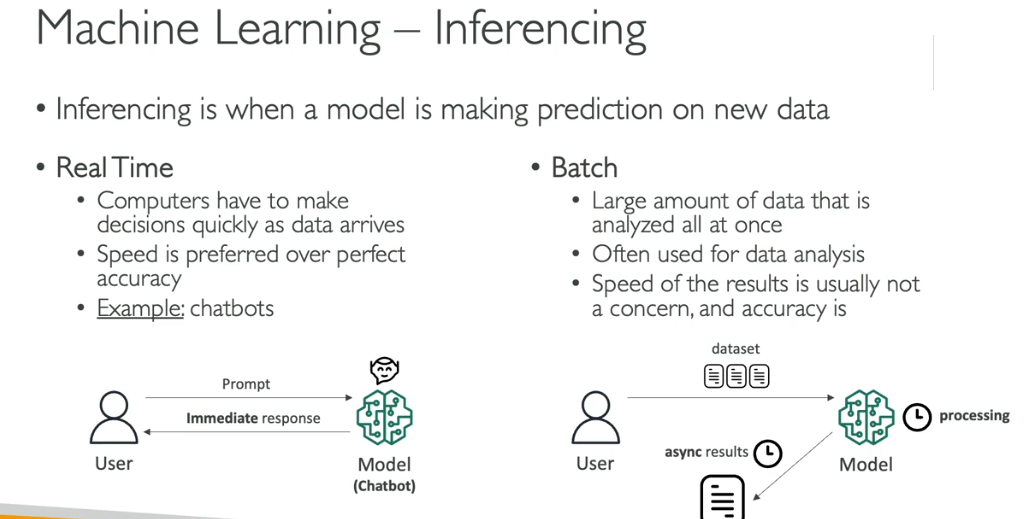 Machine Learning – Inferencing
• Inferencing is when a model is making prediction on new data
• Real Time
• Computers have to make
decisions quickly as data arrives
• Speed is preferred over perfect
accuracy
• Example: chatbots
Prompt
Immediate response
User
Model
(Chatbot)
• Batch
• Large amount of data that is
analyzed all at once
• Often used for data analysis
• Speed of the results is usually not
a concern, and accuracy is
dataset
processing
async results
User
Model